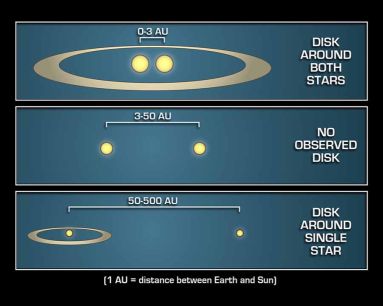 0-3 AU
DISK
AROUND
BOTH
STARS
3-50 AU
NO
OBSERVED
DISK
50-500 AU
DISK
AROUND
SINGLE
STAR
(1 AU = distance between Earth and Sun)